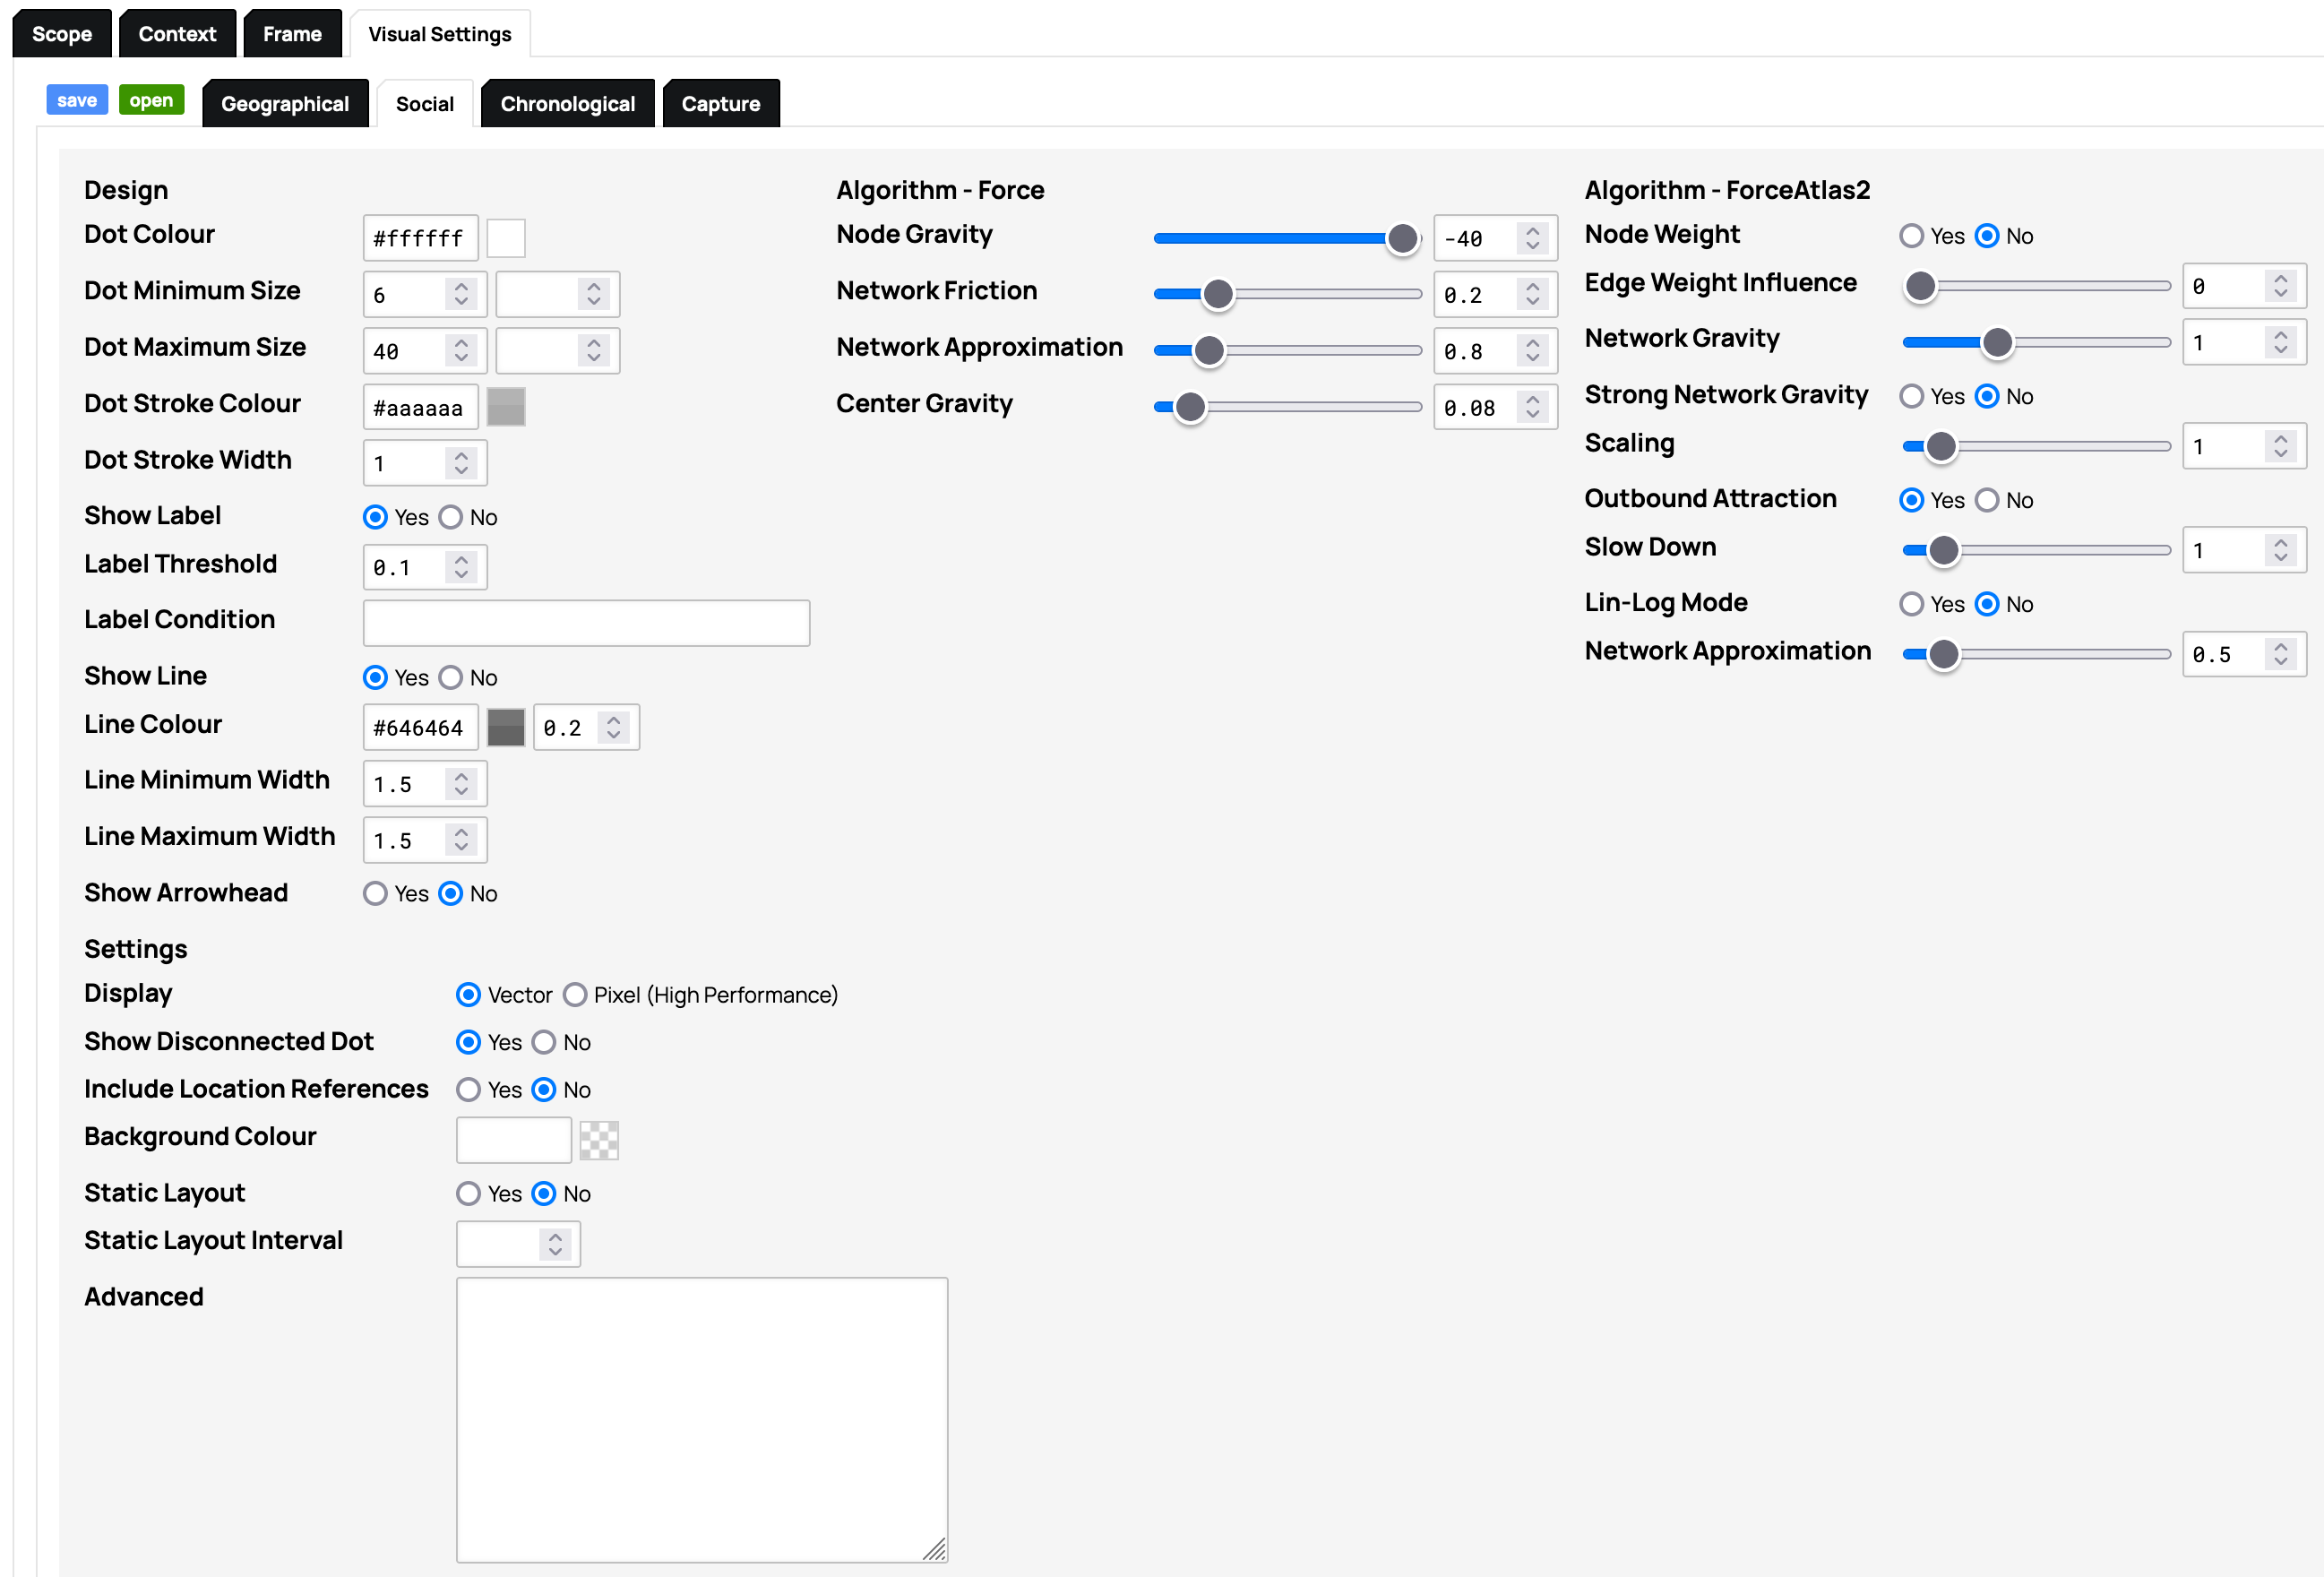 Scope Context Frame Visual Settings
save open Geographical Social Chronological Capture
Design
Dot Colour #ffffff
Dot Minimum Size 6
Dot Maximum Size 40
Dot Stroke Colour #aaaaaa
Dot Stroke Width 1
Show Label Yes No
Label Threshold 0.1
Label Condition
Show Line Yes No
Line Colour #646464 0.2
Line Minimum Width 1.5
Line Maximum Width 1.5
Show Arrowhead Yes No
Settings
Display Vector Pixel (High Performance)
Show Disconnected Dot Yes No
Include Location References Yes No
Background Colour
Static Layout Yes No
Static Layout Interval
Advanced
Algorithm - Force
Node Gravity -40
Network Friction 0.2
Network Approximation 0.8
Center Gravity 0.08
Algorithm - ForceAtlas2
Node Weight Yes No
Edge Weight Influence 0
Network Gravity 1
Strong Network Gravity Yes No
Scaling 1
Outbound Attraction Yes No
Slow Down 1
Lin-Log Mode Yes No
Network Approximation 0.5